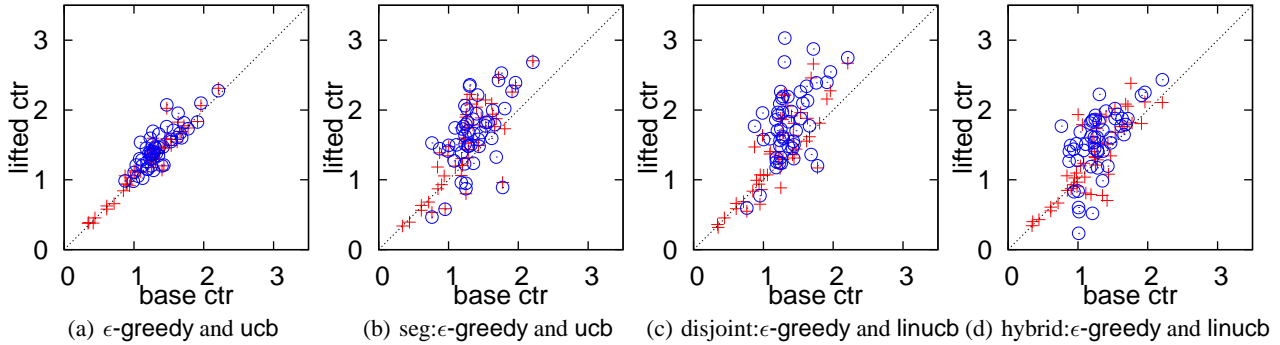 3
2
1
0
lifted ctr
0 1 2 3
base ctr
(a) ϵ-greedy and ucb
3
2
1
0
lifted ctr
0 1 2 3
base ctr
(b) seg:ϵ-greedy and ucb
3
2
1
0
lifted ctr
0 1 2 3
base ctr
(c) disjoint:ϵ-greedy and linucb
3
2
1
0
lifted ctr
0 1 2 3
base ctr
(d) hybrid:ϵ-greedy and linucb